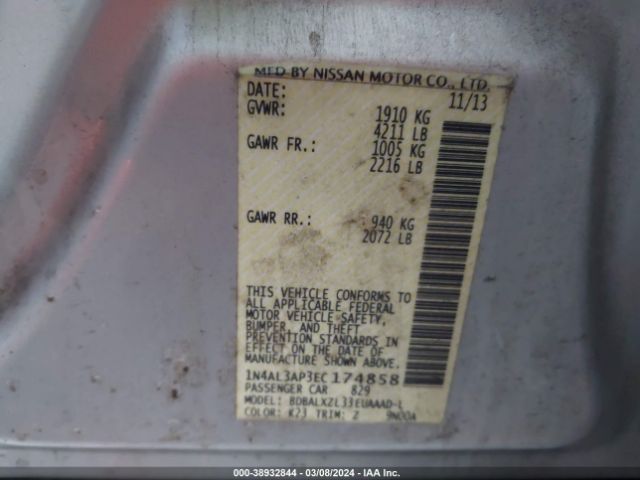 MFD BY NISSAN MOTOR CO., LTD.
DATE: 11/13
GVWR: 1910 KG
4211 LB
GAWR FR.: 1005 KG
2216 LB
GAWR RR.: 940 KG
2072 LB
THIS VEHICLE CONFORMS TO
ALL APPLICABLE FEDERAL
MOTOR VEHICLE SAFETY,
BUMPER, AND THEFT
PREVENTION STANDARDS IN
EFFECT ON THE DATE OF
MANUFACTURE SHOWN ABOVE.
1N4AL3AP3EC174858
PASSENGER CAR 829
MODEL: BDBALXZL33EUAAAD-L
COLOR: K23 TRIM: Z
000-38932844 - 03/08/2024 - IAA Inc.